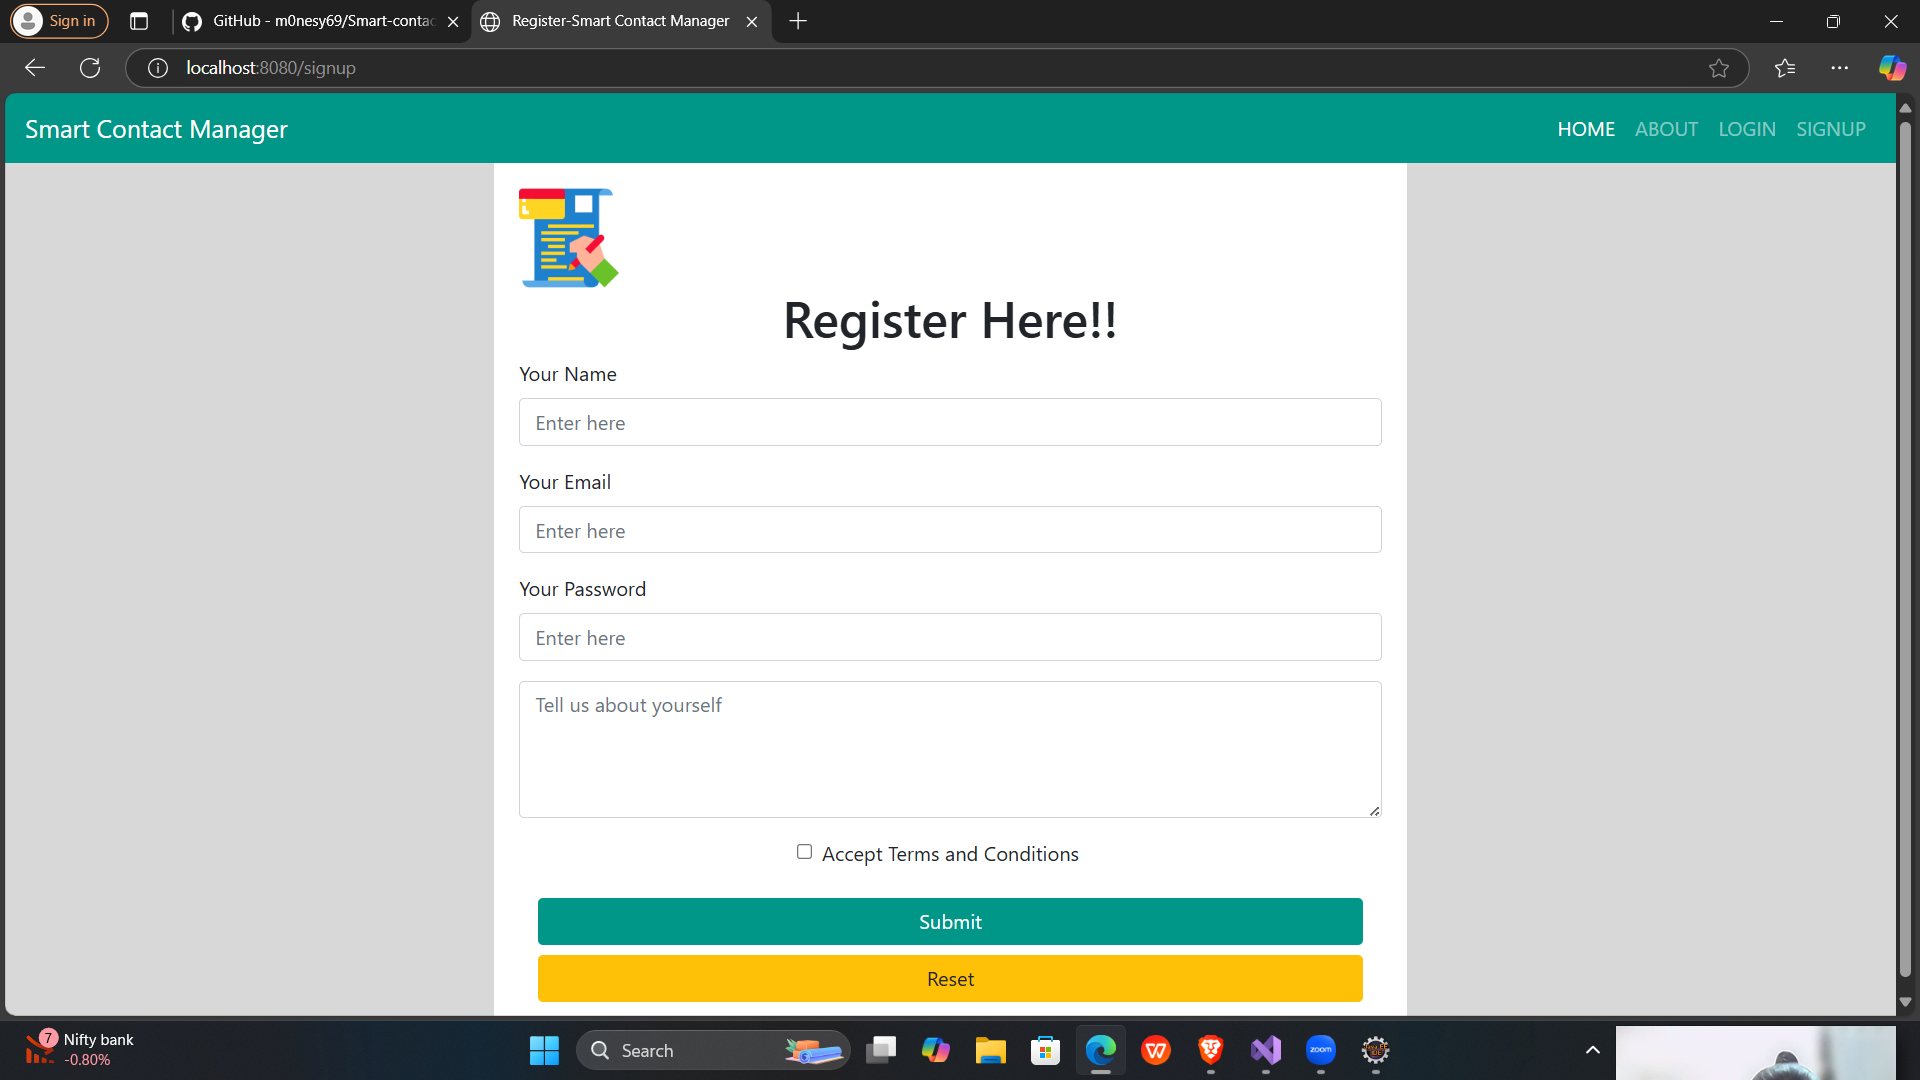 Sign in
GitHub - m0nesy69/Smart-contac
Register-Smart Contact Manager
localhost:8080/signup
Smart Contact Manager
HOME ABOUT LOGIN SIGNUP
Register Here!!
Your Name
Enter here
Your Email
Enter here
Your Password
Enter here
Tell us about yourself
Accept Terms and Conditions
Submit
Reset
7
Nifty bank
-0.80%
Search
W
zoom